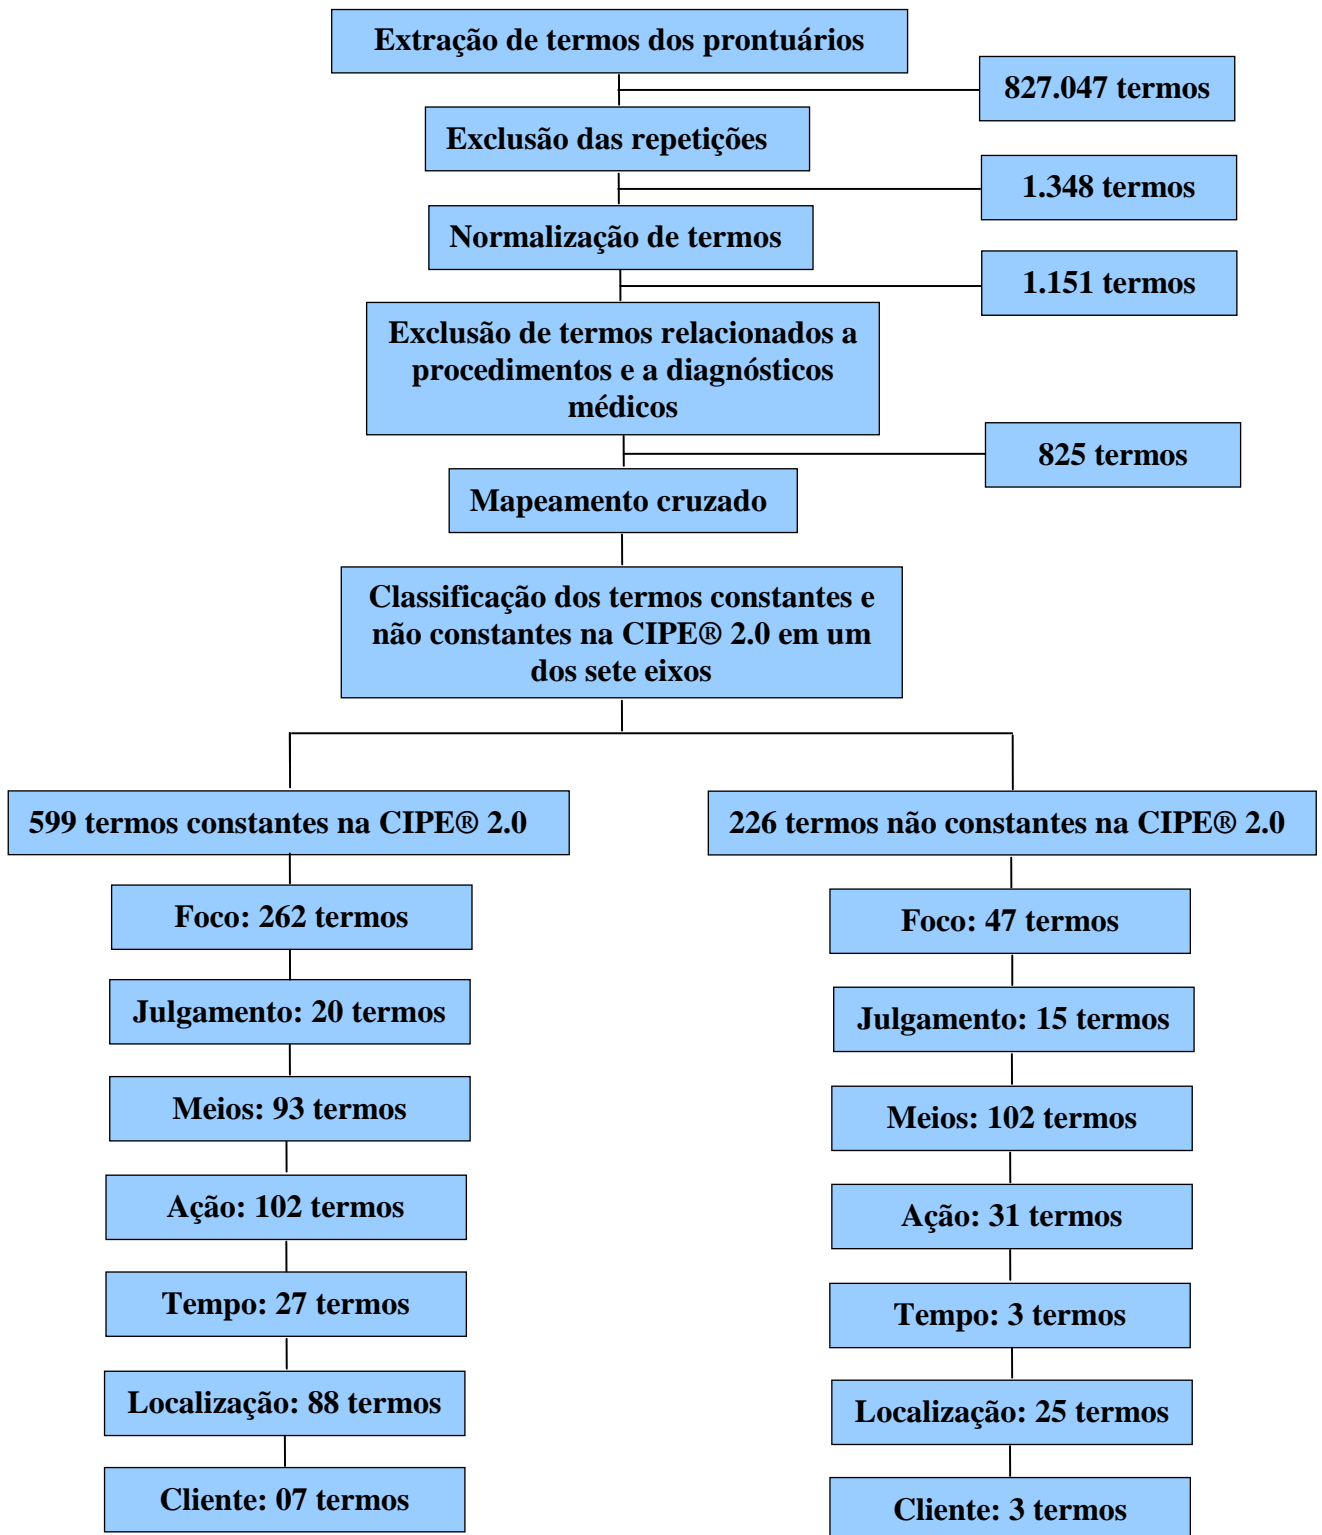 Extração de termos dos prontuários
827.047 termos
Exclusão das repetições
1.348 termos
Normalização de termos
1.151 termos
Exclusão de termos relacionados a
procedimentos e a diagnósticos
médicos
825 termos
Mapeamento cruzado
Classificação dos termos constantes e
não constantes na CIPE® 2.0 em um
dos sete eixos
599 termos constantes na CIPE® 2.0
Foco: 262 termos
Julgamento: 20 termos
Meios: 93 termos
Ação: 102 termos
Tempo: 27 termos
Localização: 88 termos
Cliente: 07 termos
226 termos não constantes na CIPE® 2.0
Foco: 47 termos
Julgamento: 15 termos
Meios: 102 termos
Ação: 31 termos
Tempo: 3 termos
Localização: 25 termos
Cliente: 3 termos